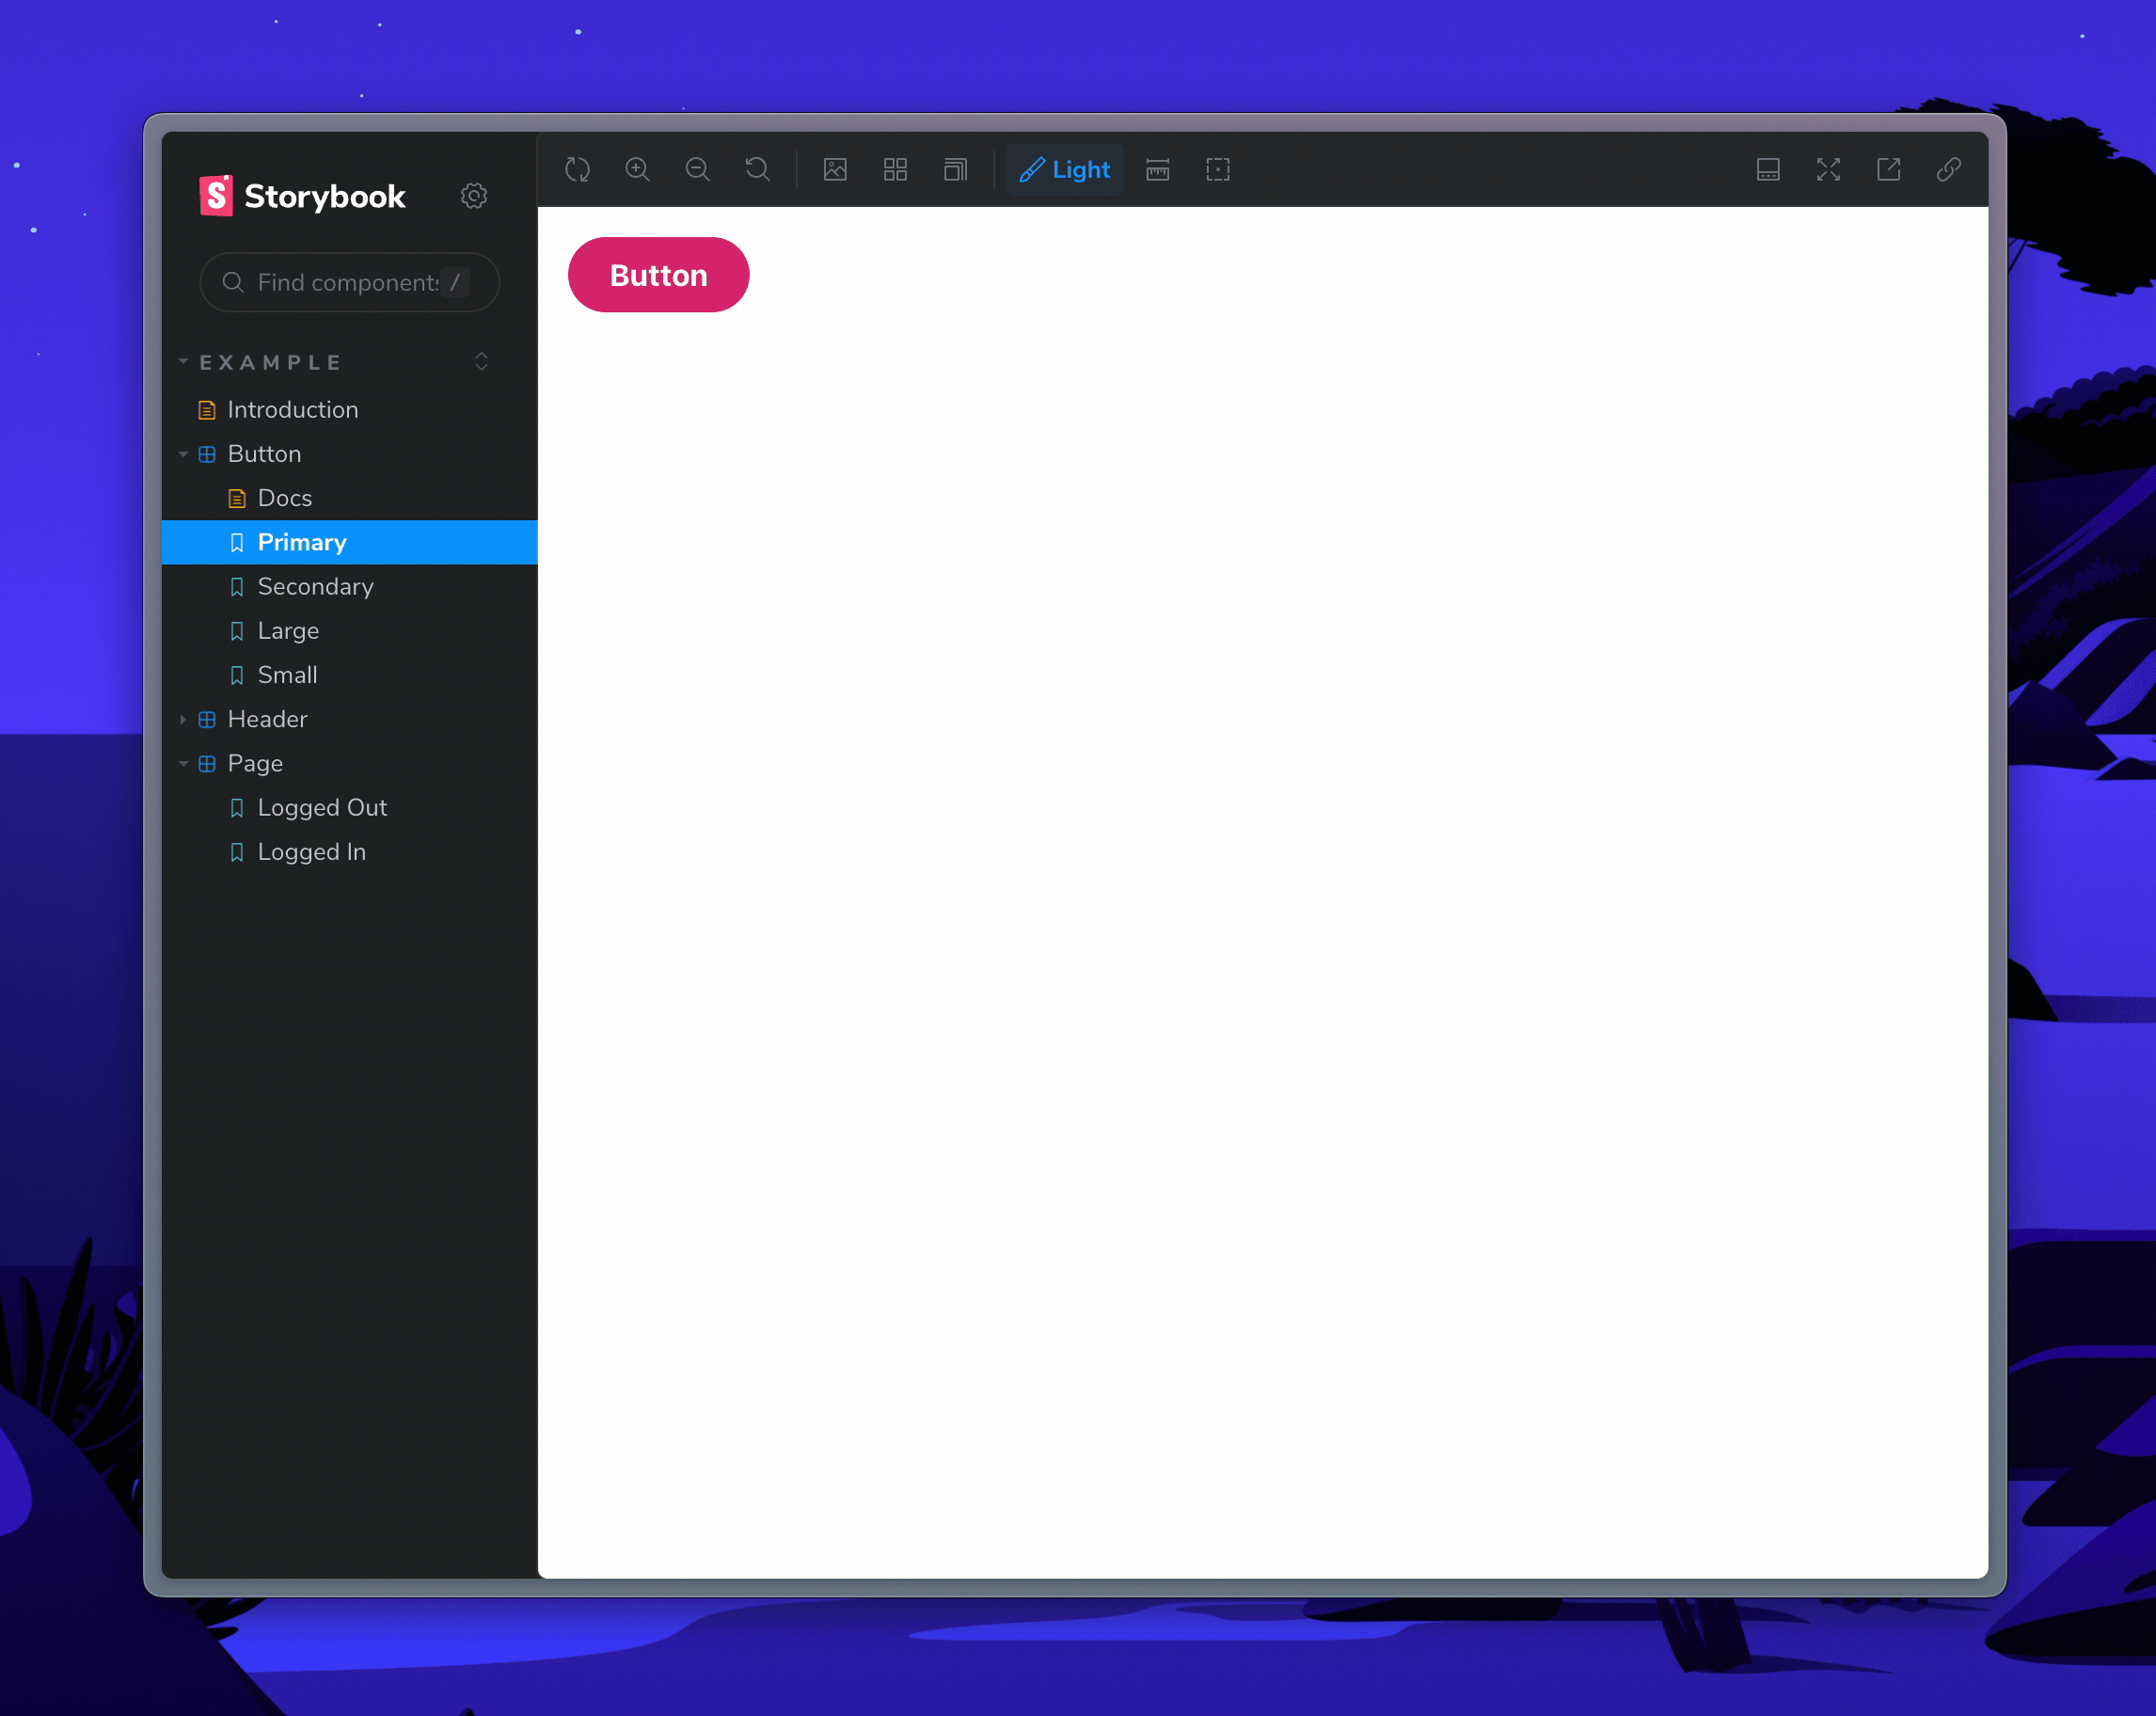 Storybook
Find components
/
EXAMPLE
Introduction
Button
Docs
Primary
Secondary
Large
Small
Header
Page
Logged Out
Logged In
Light
Button